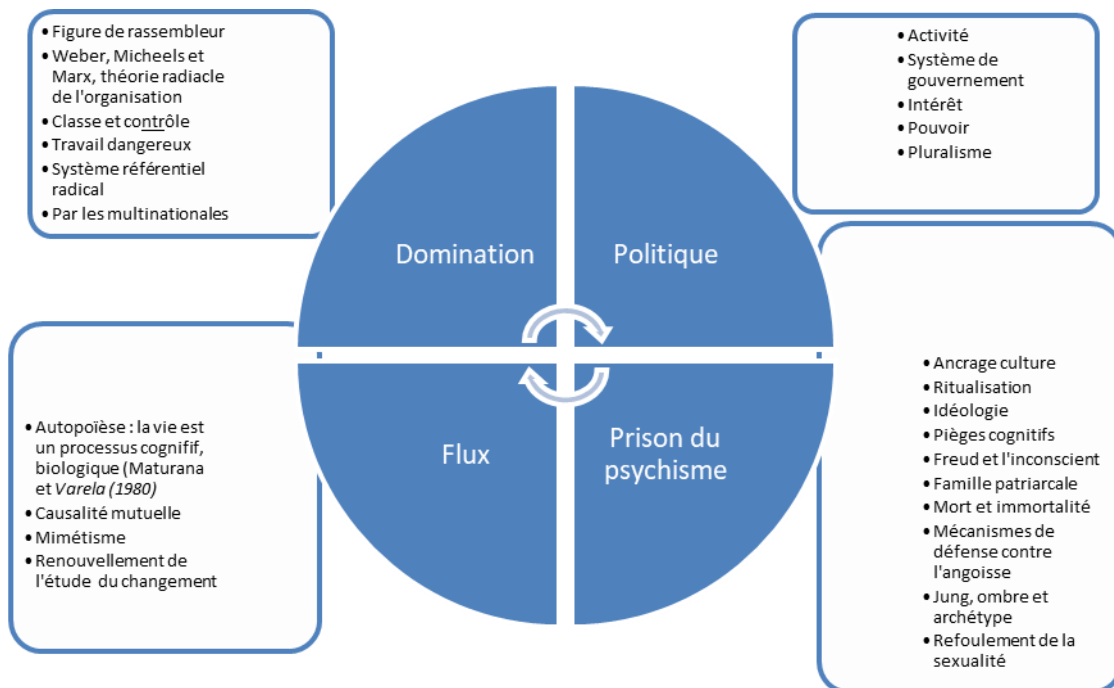 • Figure de rassembleur
• Weber, Micheels et
Marx, théorie radiacle
de l'organisation
• Classe et contrôle
• Travail dangereux
• Système référentiel
radical
• Par les multinationales
• Activité
• Système de
gouvernement
• Intérêt
• Pouvoir
• Pluralisme
Domination
Politique
Flux
Prison du
psychisme
• Autopoïèse : la vie est
un processus cognifif,
biologique (Maturana
et Varela (1980)
• Causalité mutuelle
• Mimétisme
• Renouvellement de
l'étude du changement
• Ancrage culture
• Ritualisation
• Idéologie
• Pièges cognitifs
• Freud et l'inconscient
• Famille patriarcale
• Mort et immortalité
• Mécanismes de
défense contre
l'angoisse
• Jung, ombre et
archétype
• Refoulement de la
sexualité